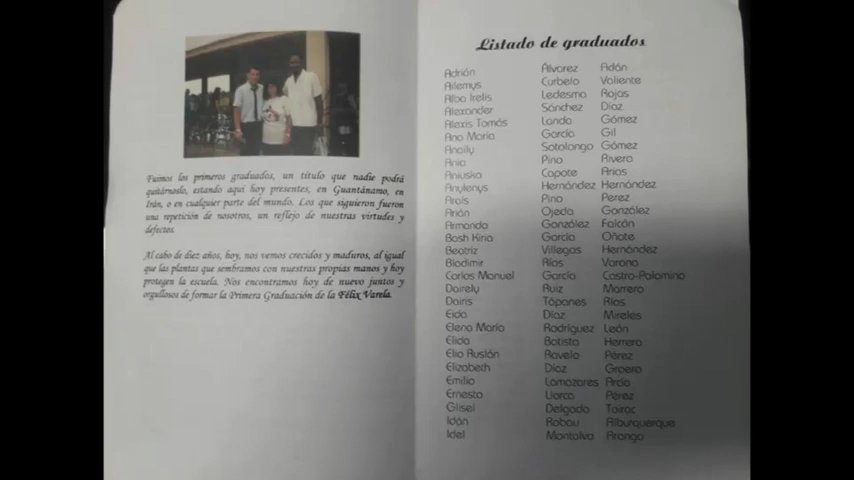 Fuimos los primeros graduados, un título que nadie podrá
quitárnoslo, estando aquí hoy presentes, en Guantánamo, en
Irán, o en cualquier parte del mundo. Los que siguieron fueron
una repetición de nosotros, un reflejo de nuestras virtudes y
defectos.
Al cabo de diez años, hoy, nos vemos crecidos y maduros, al igual
que las plantas que sembramos con nuestras propias manos y hoy
protegen la escuela. Nos encontramos hoy de nuevo juntos y
orgullosos de formar la Primera Graduación de la Félix Varela.
Listado de graduados
Adrián Álvarez Adán
Ailemys Curbelo Valiente
Alba Irelis Ledesma Rojas
Alexander Sánchez Díaz
Alexis Tomás Landa Gómez
Ana María García Gil
Anaily Sotolongo Gómez
Ania Pino Rivero
Aniuska Capote Arias
Anylenys Hernández Hernández
Arais Pino Perez
Arián Ojeda González
Armando González Falcón
Bash Kiria García Oñate
Beatriz Villegas Hernández
Bladimir Ríos Varona
Carlos Manuel García Castro-Palomino
Dairely Ruiz Marrero
Dairis Tápanes Ríos
Eida Díaz Mireles
Elena María Rodríguez León
Elida Batista Herrera
Elio Ruslán Ravelo Pérez
Elizabeth Díaz Groero
Emilio Lamazares Arcia
Ernesto Llorca Pérez
Glisel Delgado Tairac
Idán Robau Alburquerque
Idel Montalvo Arango